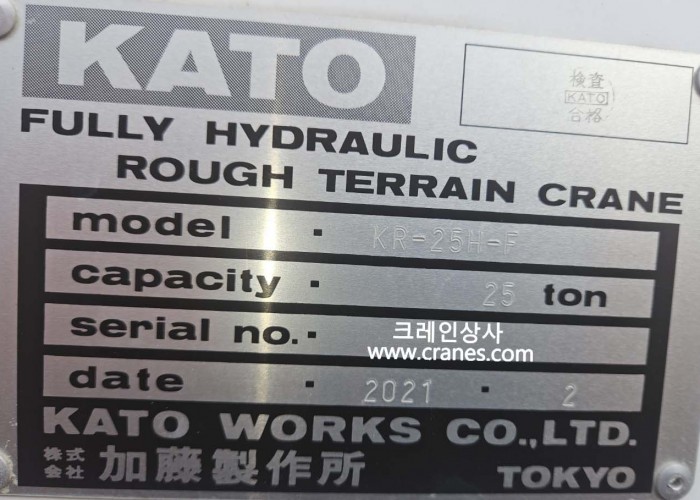 KATO
検査
KATO
合格
FULLY HYDRAULIC
ROUGH TERRAIN CRANE
model · KR-25H-F
capacity · 25 ton
serial no. ·
크레인상사
www.cranes.com
date · 2021 · 2
KATO WORKS CO.,LTD.
株式会社 加藤製作所 TOKYO